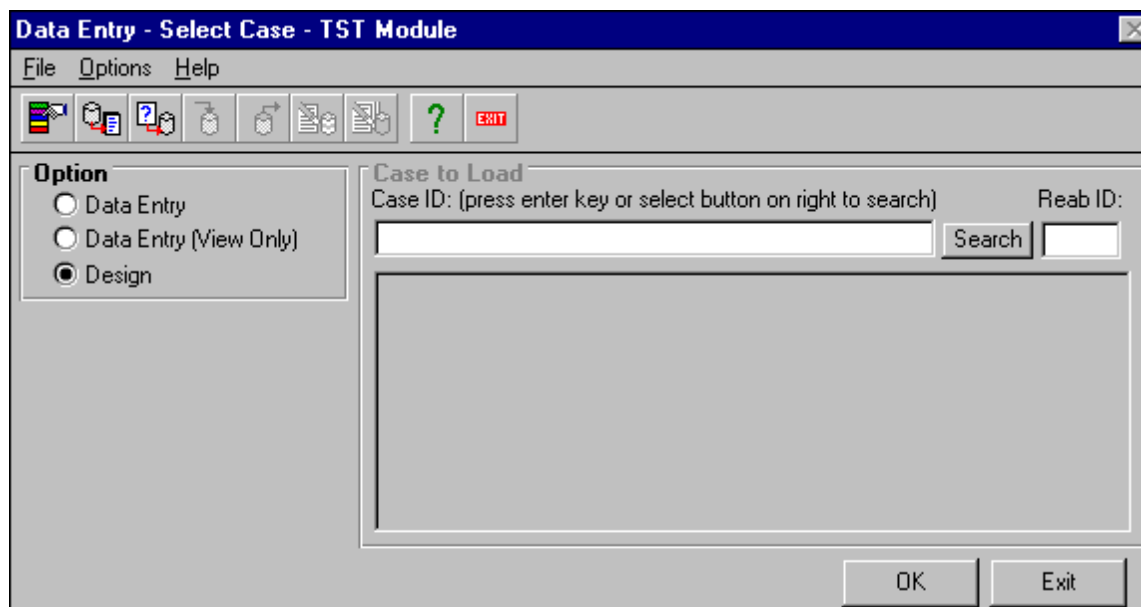 Data Entry - Select Case - TST Module
File Options Help
? ? EXIT
Option
Data Entry
Data Entry (View Only)
Design
Case to Load
Case ID: (press enter key or select button on right to search) Reab ID:
Search
OK Exit